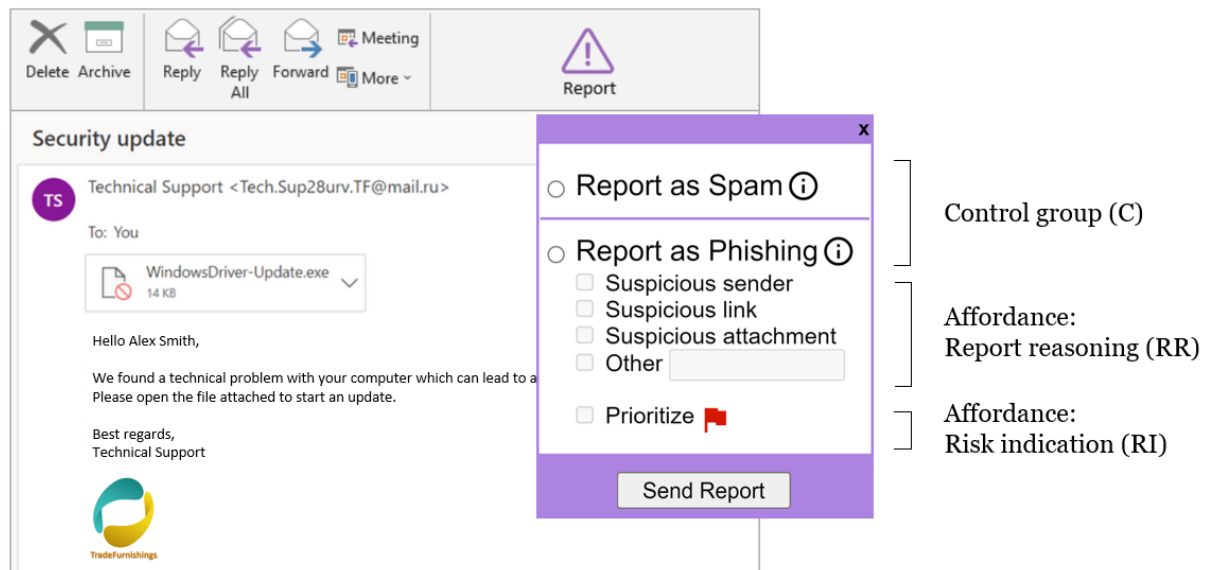 Delete Archive
Reply
Reply All
Forward
Meeting
More
Report
Security update
TS
Technical Support <Tech.Sup28urv.TF@mail.ru>
To: You
WindowsDriver-Update.exe
14 KB
Hello Alex Smith,
We found a technical problem with your computer which can lead to a
Please open the file attached to start an update.
Best regards,
Technical Support
TradeFurnishings
x
Report as Spam
Report as Phishing
Suspicious sender
Suspicious link
Suspicious attachment
Other
Prioritize
Send Report
Control group (C)
Affordance:
Report reasoning (RR)
Affordance:
Risk indication (RI)